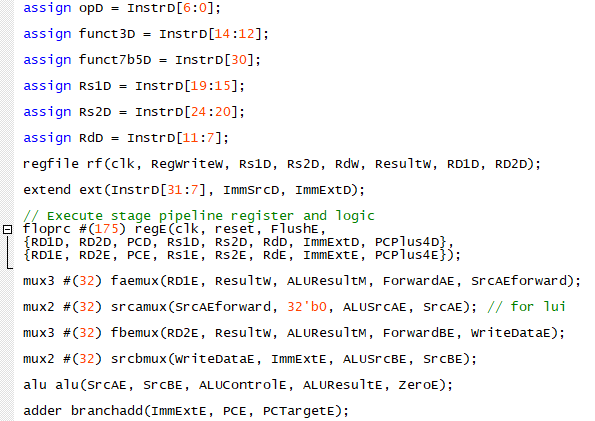 assign opD = InstrD[6:0];
assign funct3D = InstrD[14:12];
assign funct7b5D = InstrD[30];
assign Rs1D = InstrD[19:15];
assign Rs2D = InstrD[24:20];
assign RdD = InstrD[11:7];
regfile rf(clk, RegWriteW, Rs1D, Rs2D, RdW, ResultW, RD1D, RD2D);
extend ext(InstrD[31:7], ImmSrcD, ImmExtD);
// Execute stage pipeline register and logic
floprc #(175) regE(clk, reset, FlushE,
{RD1D, RD2D, PCD, Rs1D, Rs2D, RdD, ImmExtD, PCPlus4D},
{RD1E, RD2E, PCE, Rs1E, Rs2E, RdE, ImmExtE, PCPlus4E});
mux3 #(32) faemux(RD1E, ResultW, ALUResultM, ForwardAE, SrcAEforward);
mux2 #(32) srcamux(SrcAEforward, 32'b0, ALUSrcAE, SrcAE); // for lui
mux3 #(32) fbemux(RD2E, ResultW, ALUResultM, ForwardBE, WriteDataE);
mux2 #(32) srcbmux(WriteDataE, ImmExtE, ALUSrcBE, SrcBE);
alu alu(SrcAE, SrcBE, ALUControlE, ALUResultE, ZeroE);
adder branchadd(ImmExtE, PCE, PCTargetE);